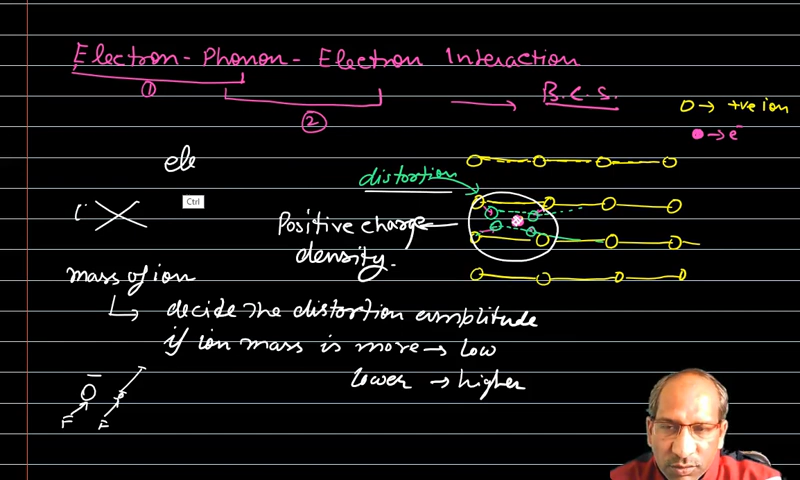 Electron - Phonon - Electron Interaction
①
②
B.C.S.
O → +ve ion
● → e⁻
ele
Ctrl
distortion
Positive charge
density.
mass of ion
decide the distortion amplitude
if ion mass is more → low
lower → higher
F F